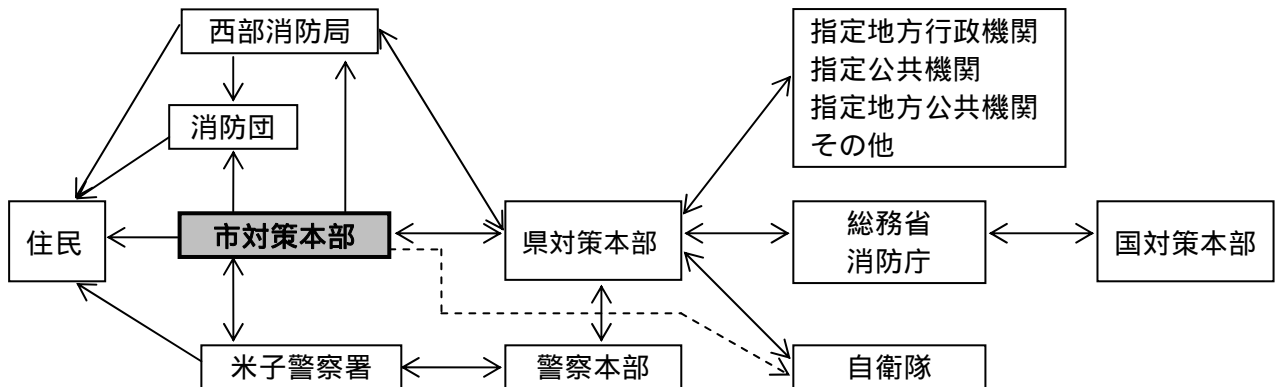 西部消防局
指定地方行政機関
指定公共機関
指定地方公共機関
その他
消防団
住民
市対策本部
県対策本部
総務省
消防庁
国対策本部
米子警察署
警察本部
自衛隊